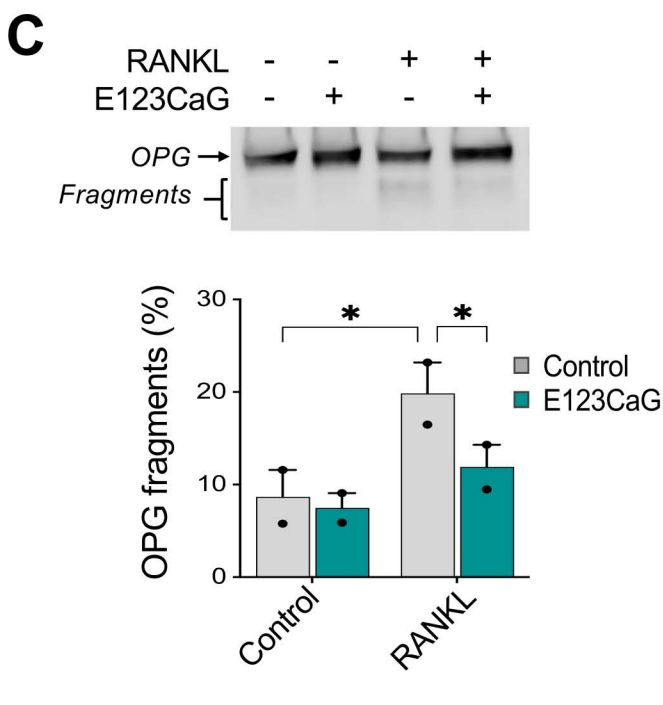 C
RANKL - - + +
E123CaG - + - +
OPG
Fragments
OPG fragments (%)
30
20
10
0
* *
Control
E123CaG
Control
RANKL